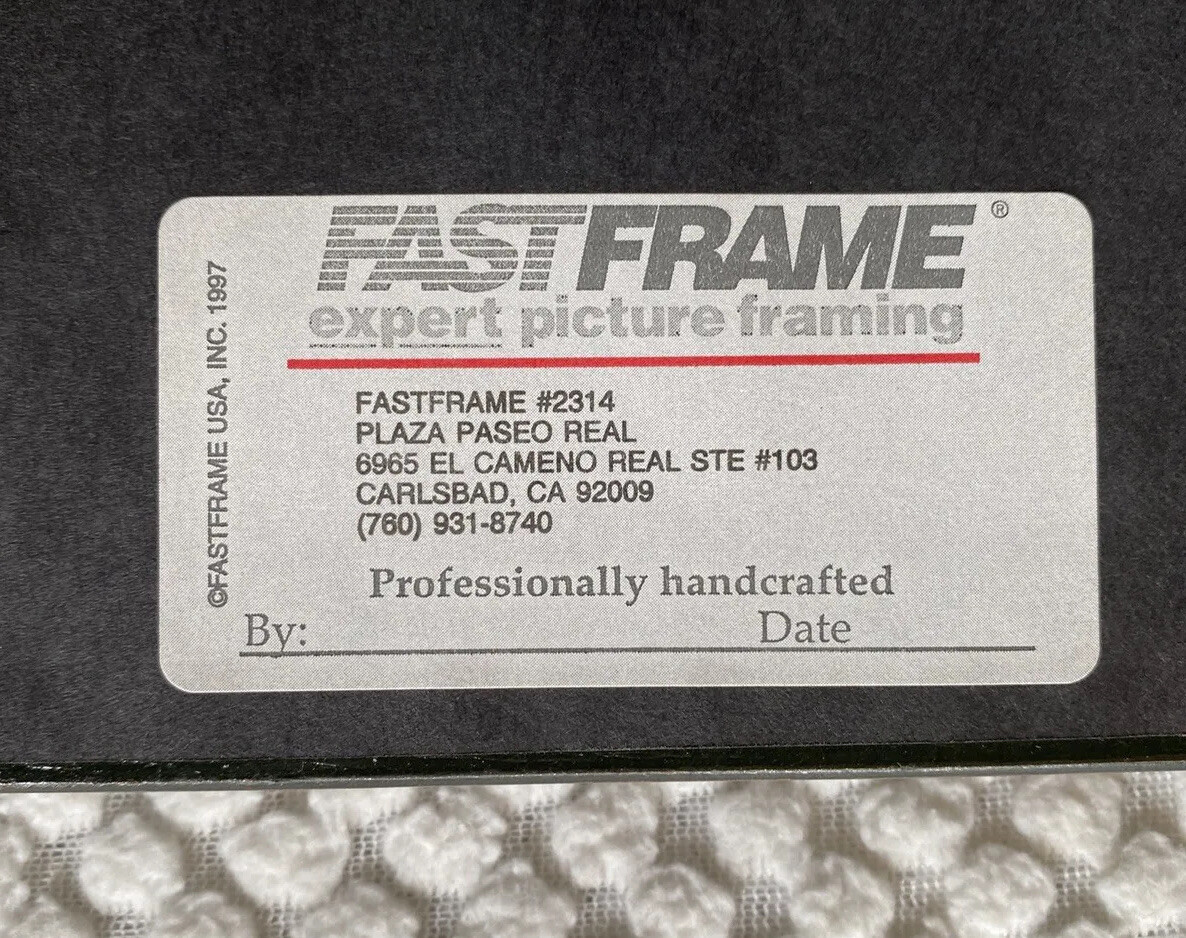 FASTFRAME®
expert picture framing
FASTFRAME #2314
PLAZA PASEO REAL
6965 EL CAMENO REAL STE #103
CARLSBAD, CA 92009
(760) 931-8740
Professionally handcrafted
By: Date
©FASTFRAME USA, INC. 1997